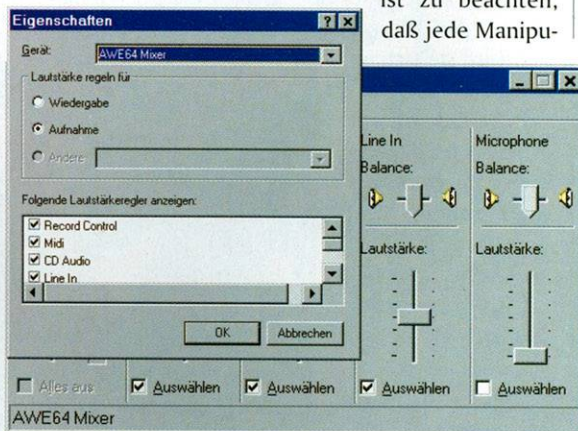 ist zu beachten,
daß jede Manipu-
Eigenschaften
Gerät:
AWE64 Mixer
Lautstärke regeln für
Wiedergabe
Aufnahme
Andere
Folgende Lautstärkeregler anzeigen:
Record Control
Midi
CD Audio
Line In
OK
Abbrechen
Line In
Microphone
Balance:
Balance:
Lautstärke:
Lautstärke:
Alles aus
Auswählen
Auswählen
Auswählen
Auswählen
AWE64 Mixer